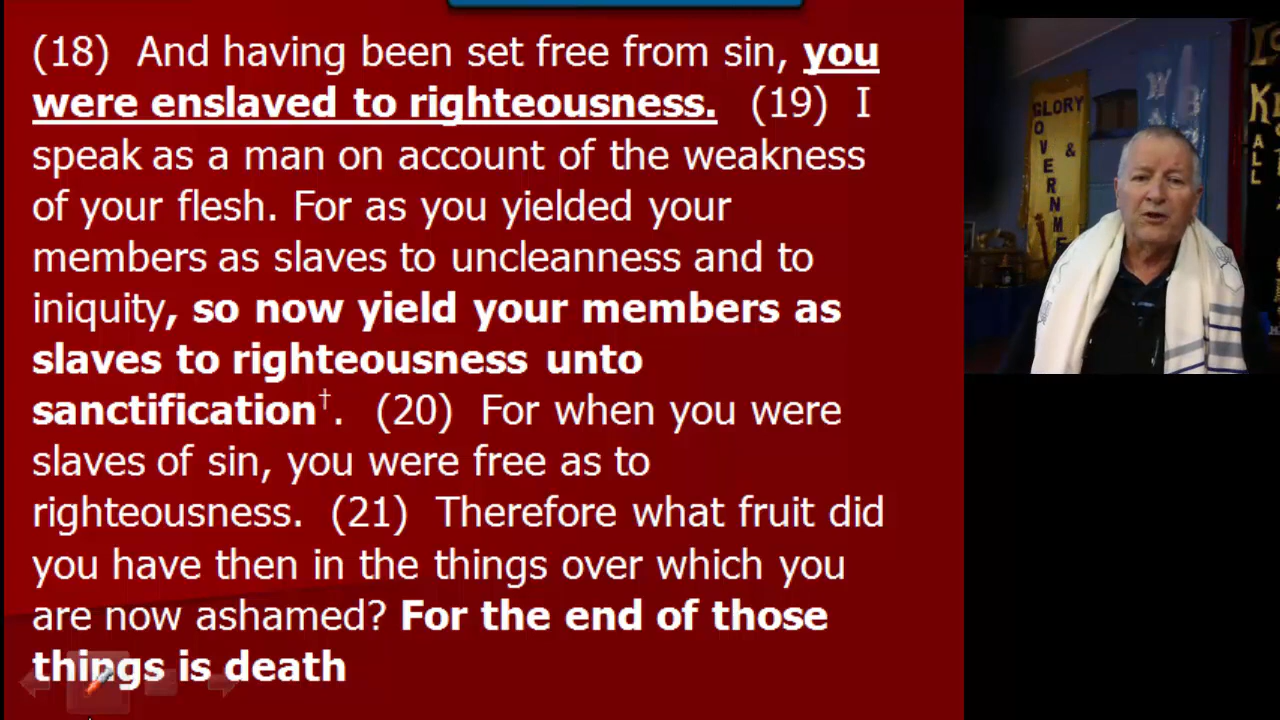 (18) And having been set free from sin, you
were enslaved to righteousness. (19) I
speak as a man on account of the weakness
of your flesh. For as you yielded your
members as slaves to uncleanness and to
iniquity, so now yield your members as
slaves to righteousness unto
sanctification†. (20) For when you were
slaves of sin, you were free as to
righteousness. (21) Therefore what fruit did
you have then in the things over which you
are now ashamed? For the end of those
things is death
GLORY
&
GOVERNME
ALL